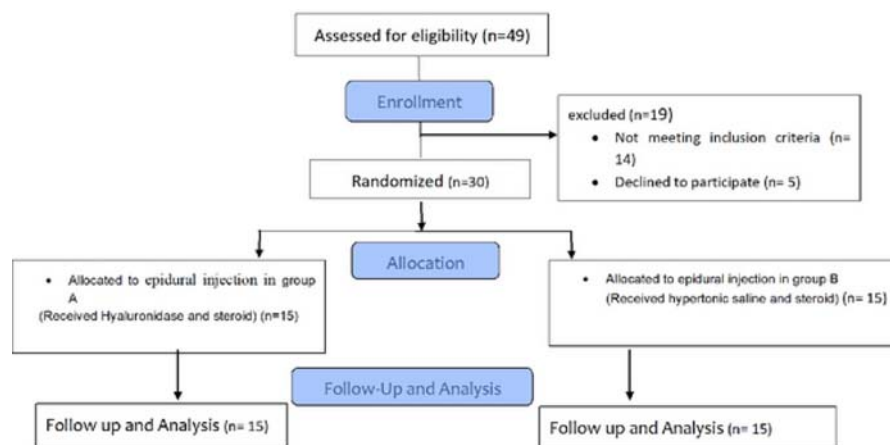 Assessed for eligibility (n=49)
Enrollment
excluded (n=19)
• Not meeting inclusion criteria (n=
14)
• Declined to participate (n= 5)
Randomized (n=30)
Allocation
• Allocated to epidural injection in group
A
(Received Hyaluronidase and steroid) (n=15)
• Allocated to epidural injection in group B
(Received hypertonic saline and steroid) (n= 15)
Follow-Up and Analysis
Follow up and Analysis (n= 15)
Follow up and Analysis (n= 15)